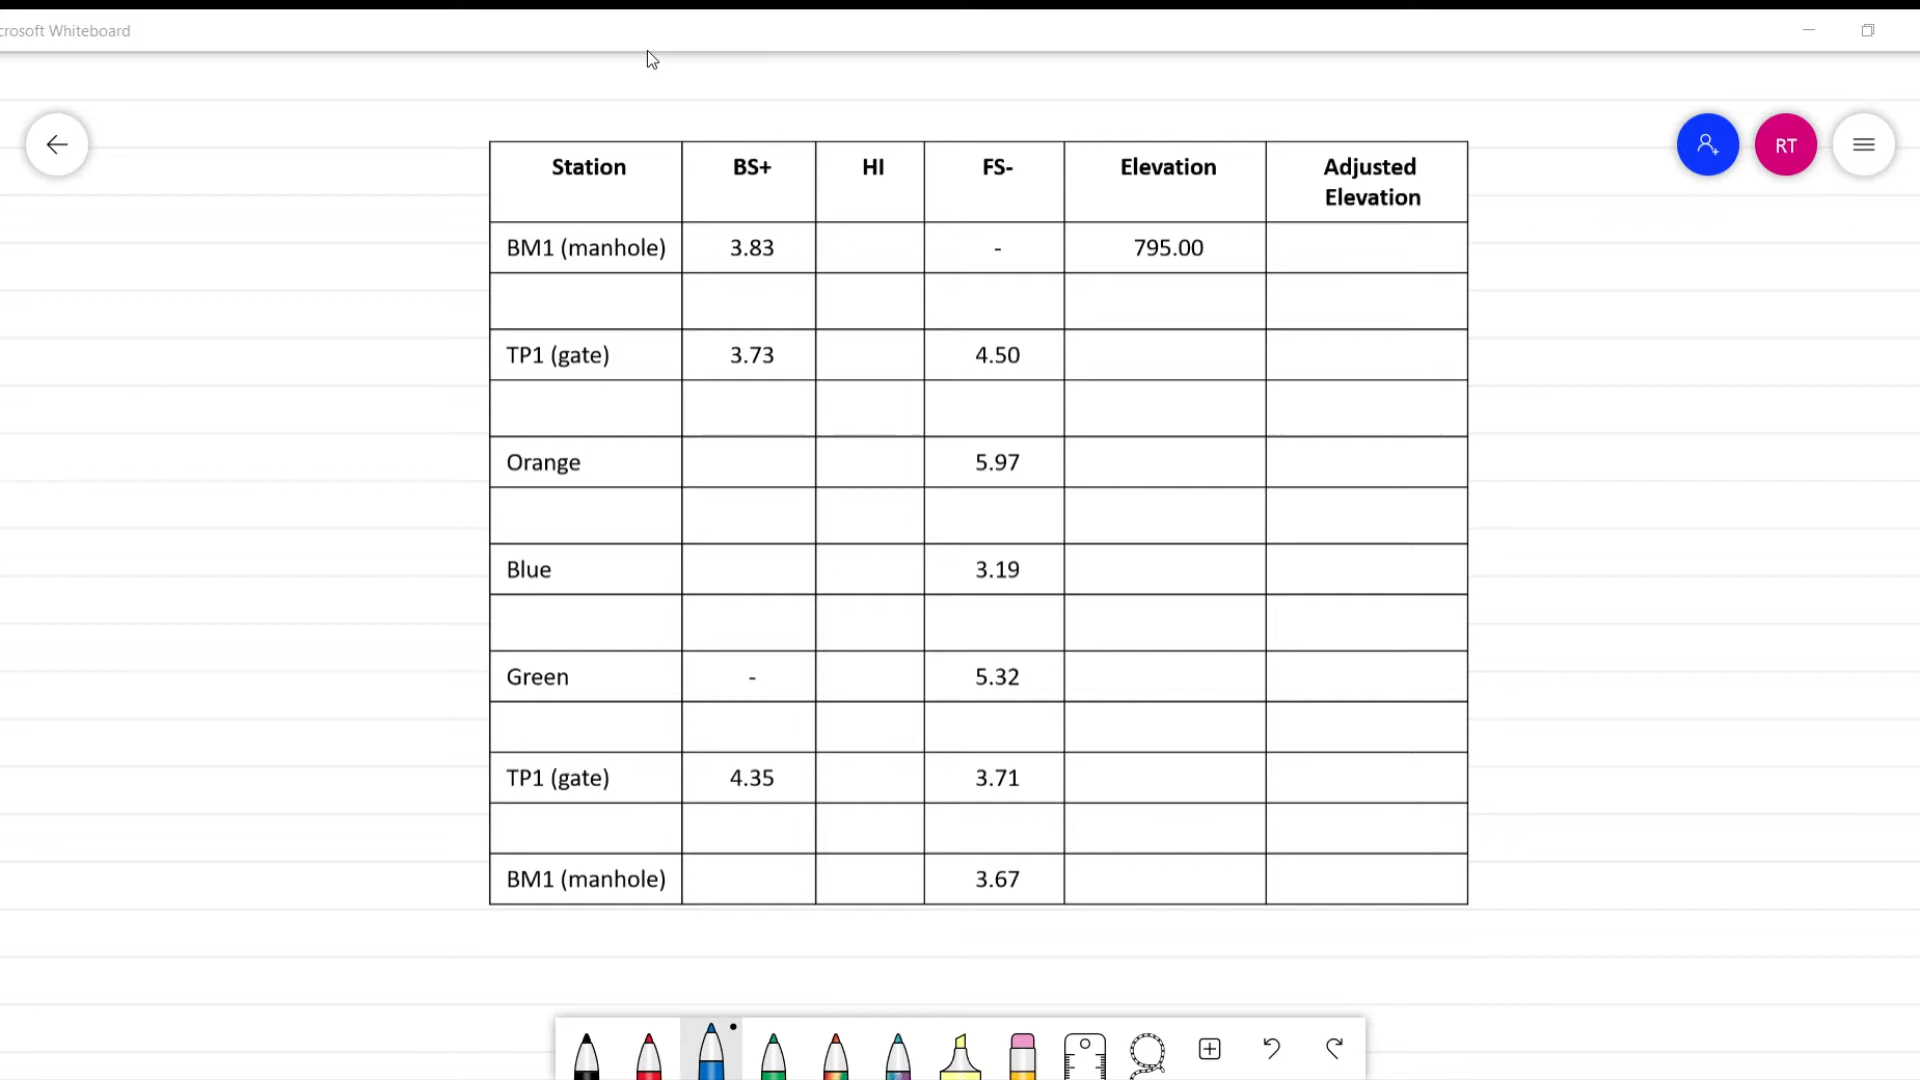 crosoft Whiteboard
RT
Station BS+ HI FS- Elevation Adjusted Elevation
BM1 (manhole) 3.83 - 795.00
TP1 (gate) 3.73 4.50
Orange 5.97
Blue 3.19
Green - 5.32
TP1 (gate) 4.35 3.71
BM1 (manhole) 3.67